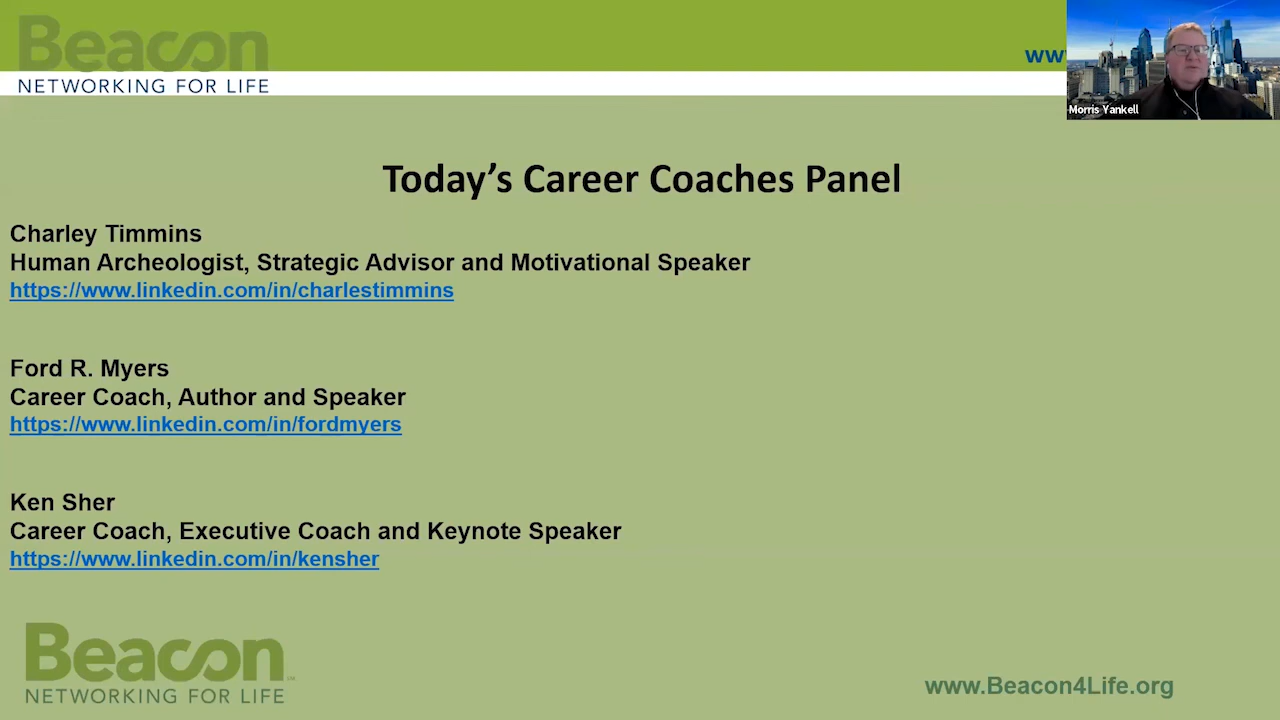 Beacon
NETWORKING FOR LIFE
Morris Yankell
Today's Career Coaches Panel
Charley Timmins
Human Archeologist, Strategic Advisor and Motivational Speaker
https://www.linkedin.com/in/charlestimmins
Ford R. Myers
Career Coach, Author and Speaker
https://www.linkedin.com/in/fordmyers
Ken Sher
Career Coach, Executive Coach and Keynote Speaker
https://www.linkedin.com/in/kensher
Beacon
NETWORKING FOR LIFE
www.Beacon4Life.org